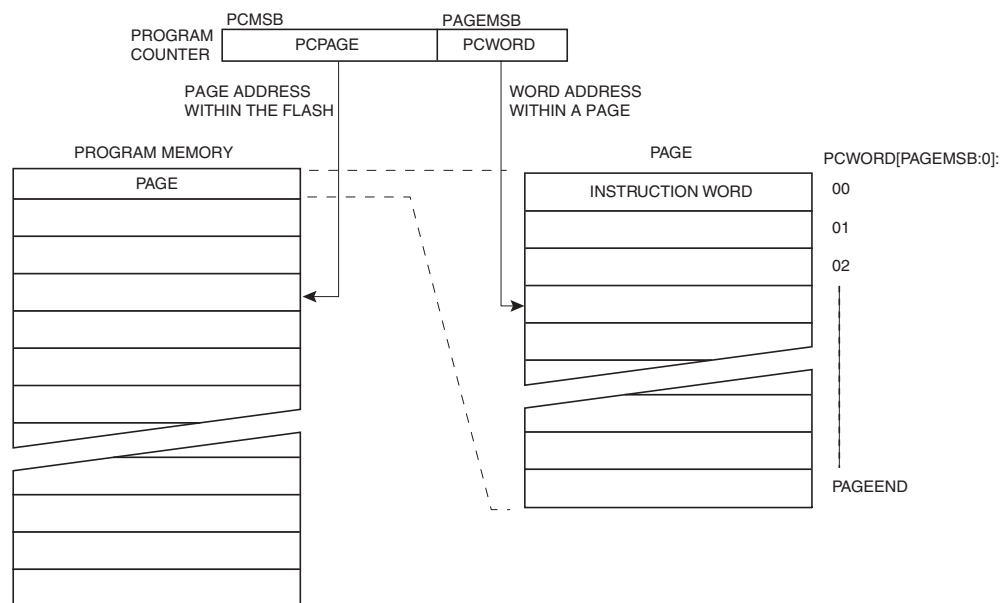 PCMSB
PAGEMSB
PROGRAM
COUNTER
PCPAGE
PCWORD
PAGE ADDRESS
WITHIN THE FLASH
WORD ADDRESS
WITHIN A PAGE
PROGRAM MEMORY
PAGE
PCWORD[PAGEMSB:0]:
PAGE
INSTRUCTION WORD
00
01
02
PAGEEND